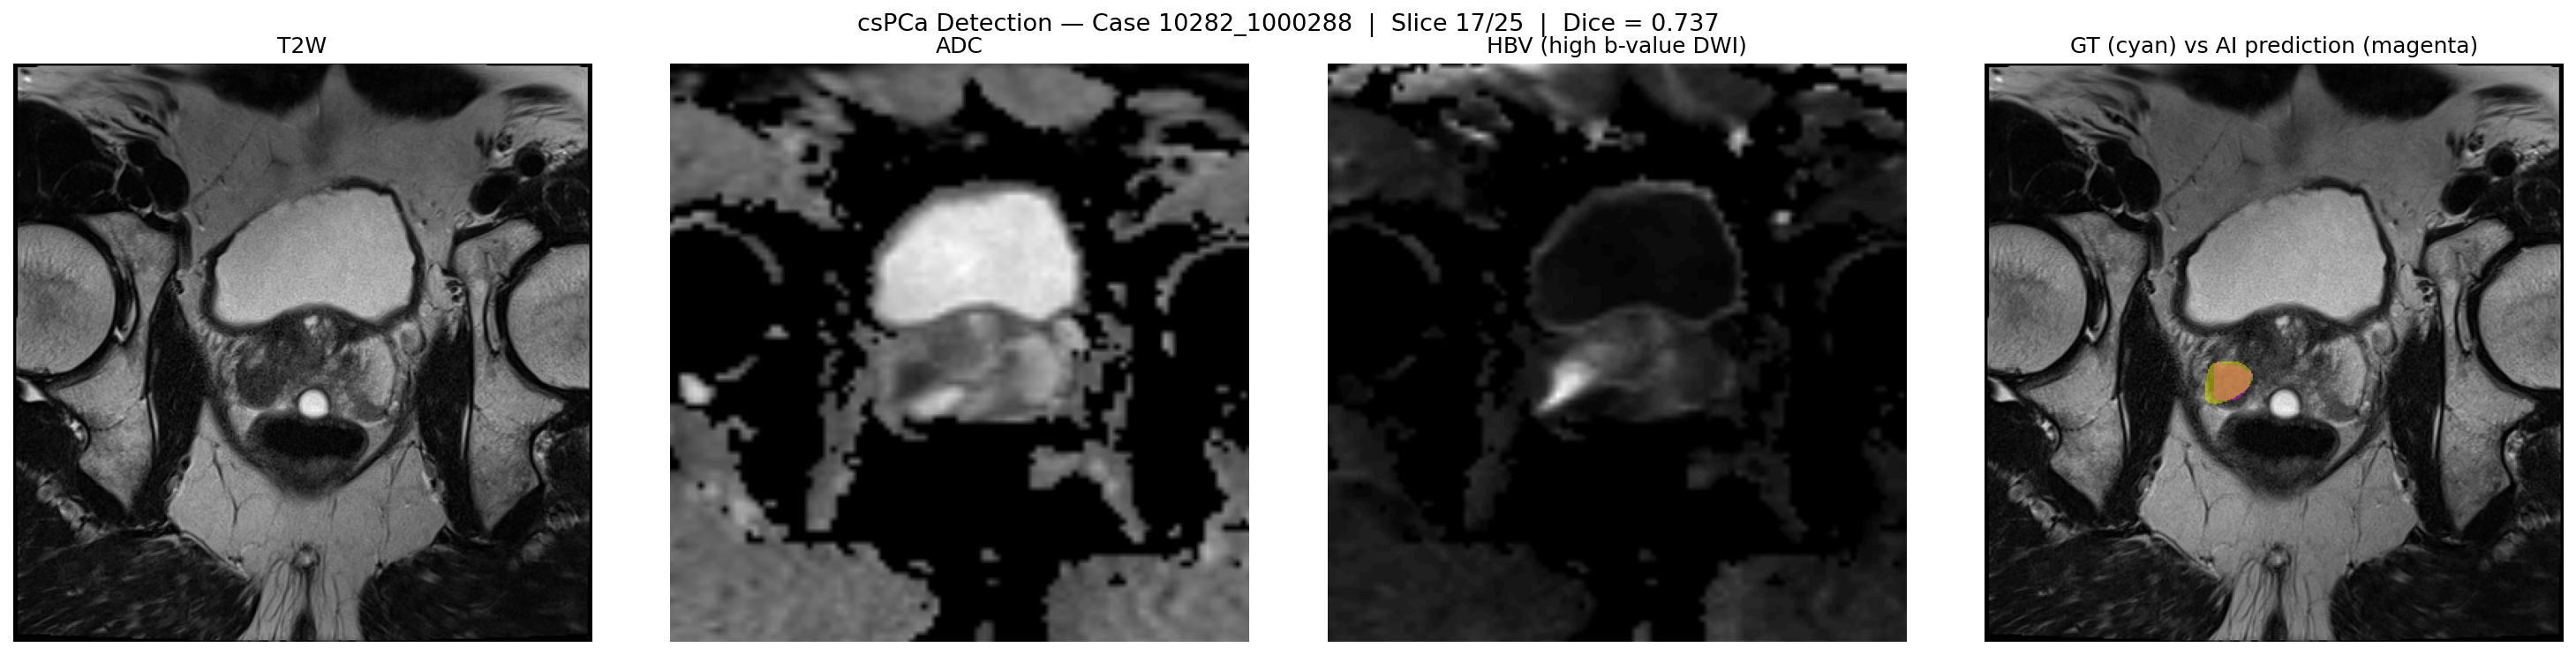 csPCa Detection — Case 10282_1000288 | Slice 17/25 | Dice = 0.737
T2W
ADC
HBV (high b-value DWI)
GT (cyan) vs AI prediction (magenta)